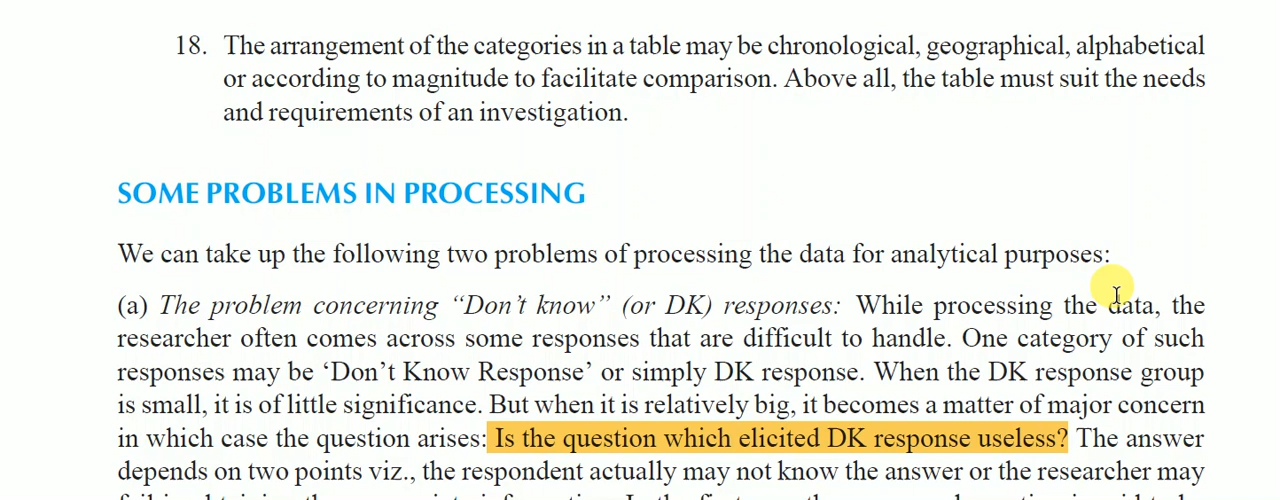 18. The arrangement of the categories in a table may be chronological, geographical, alphabetical
or according to magnitude to facilitate comparison. Above all, the table must suit the needs
and requirements of an investigation.
SOME PROBLEMS IN PROCESSING
We can take up the following two problems of processing the data for analytical purposes:
(a) The problem concerning “Don’t know” (or DK) responses: While processing the data, the
researcher often comes across some responses that are difficult to handle. One category of such
responses may be ‘Don’t Know Response’ or simply DK response. When the DK response group
is small, it is of little significance. But when it is relatively big, it becomes a matter of major concern
in which case the question arises: Is the question which elicited DK response useless? The answer
depends on two points viz., the respondent actually may not know the answer or the researcher may